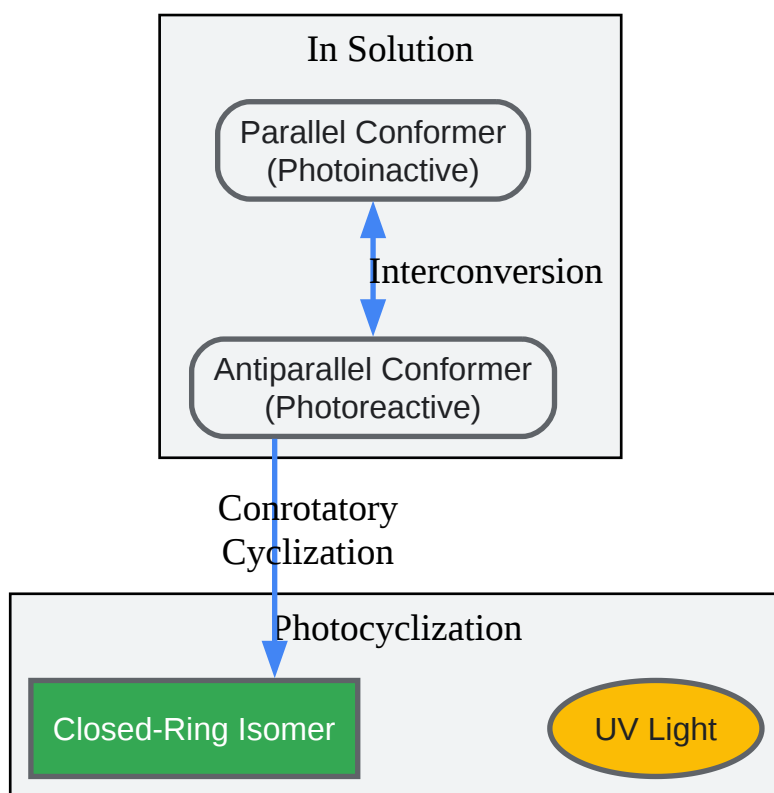 In Solution
Parallel Conformer
(Photoinactive)
Interconversion
Antiparallel Conformer
(Photoreactive)
Conrotatory
Cyclization
Photocyclization
Closed-Ring Isomer
UV Light